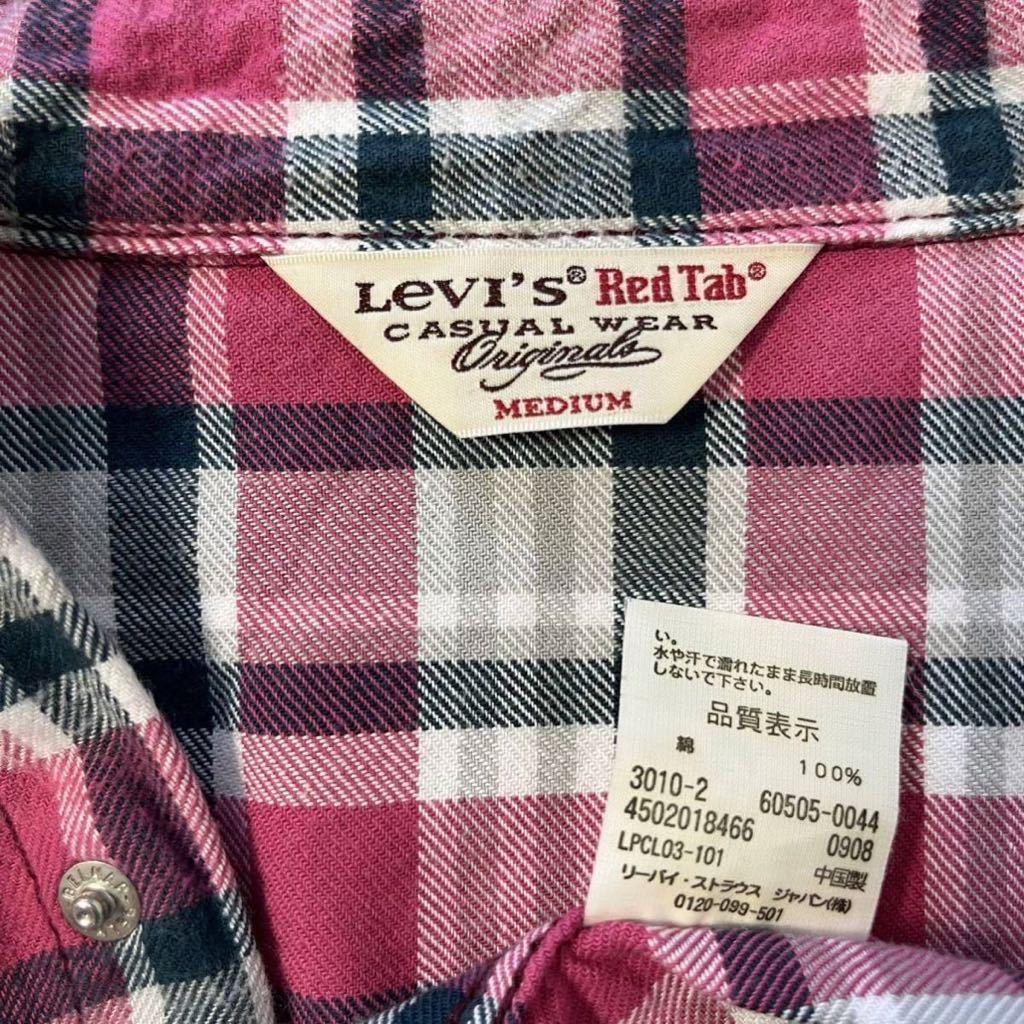 LEVI'S® Red Tab®
CASUAL WEAR
Originals
MEDIUM
い。
水や汗で濡れたまま長時間放置
しないで下さい。
品質表示
綿 100%
3010-2 60505-0044
4502018466 0908
LPCL03-101 中国製
リーバイ・ストラウス ジャパン(株)
0120-099-501